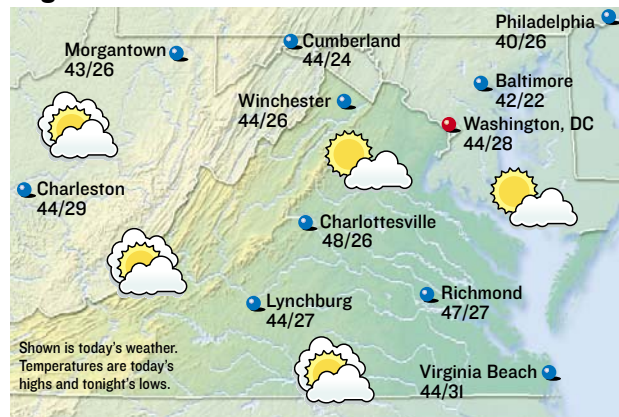 Philadelphia
40/26
Morgantown
43/26
Cumberland
44/24
Baltimore
42/22
Winchester
44/26
Washington, DC
44/28
Charleston
44/29
Charlottesville
48/26
Lynchburg
44/27
Richmond
47/27
Shown is today's weather.
Temperatures are today's
highs and tonight's lows.
Virginia Beach
44/31